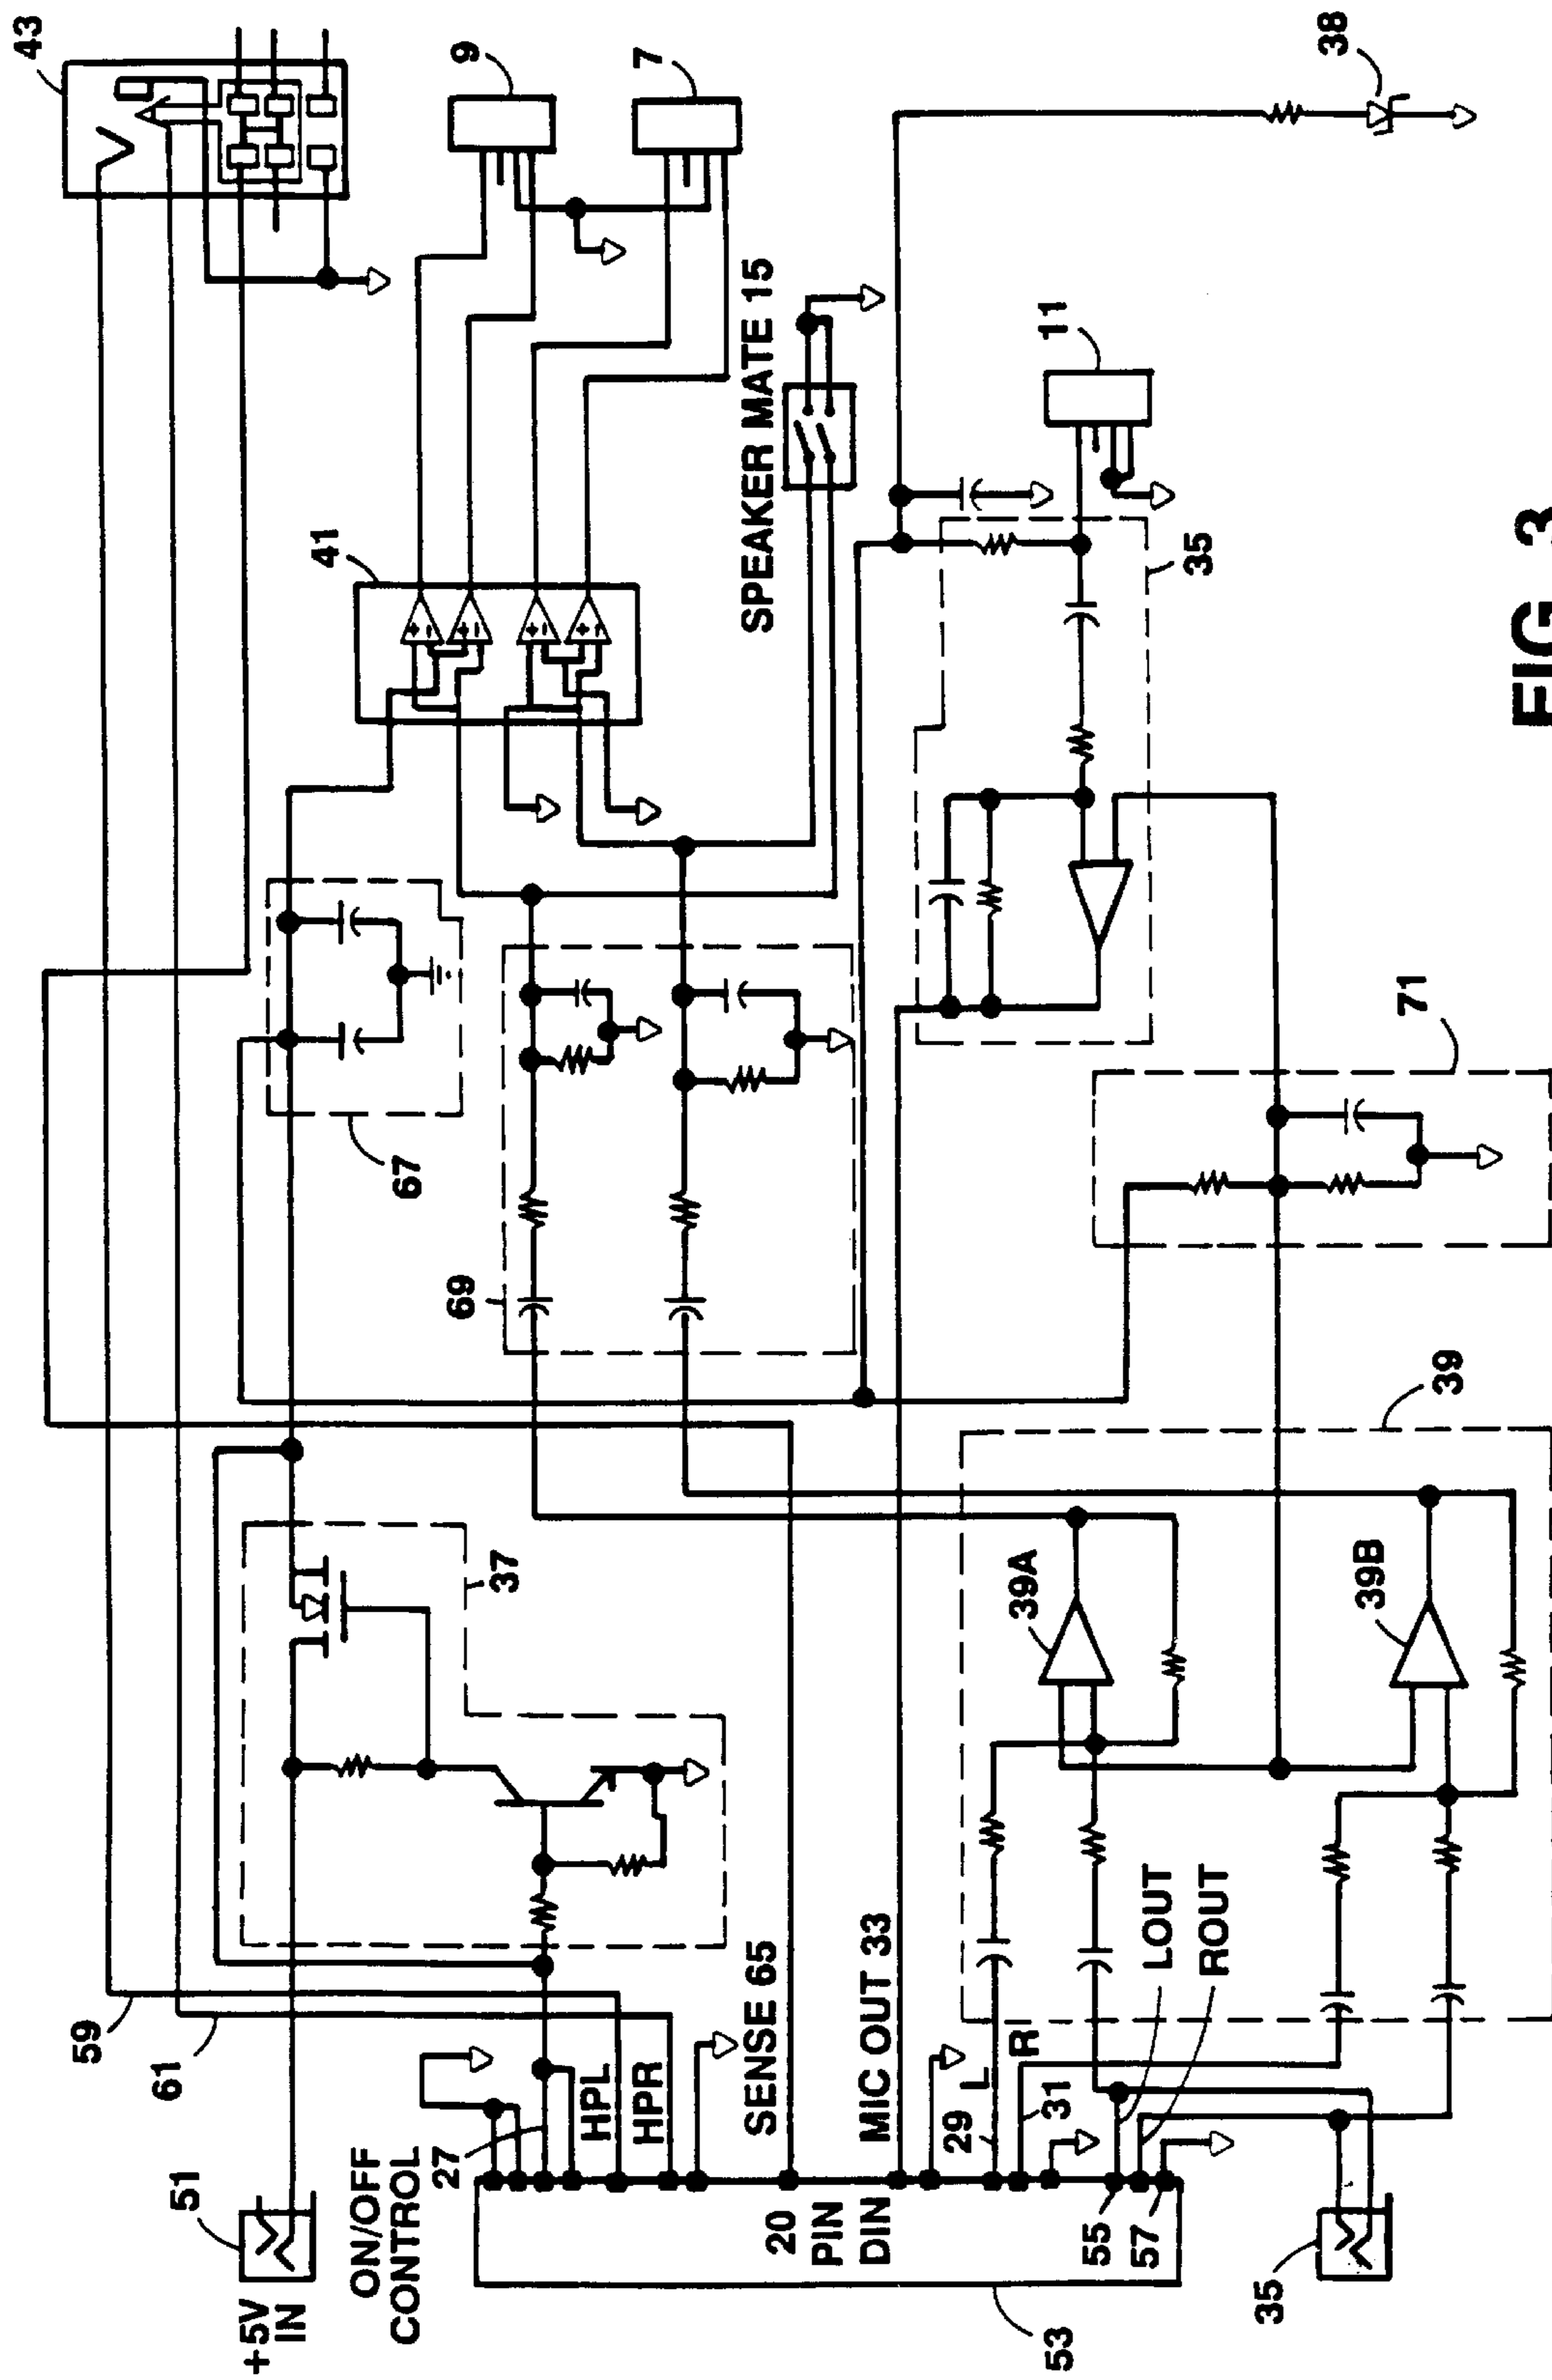 43
9
7
38
SPEAKER MATE 15
11
41
35
67
69
71
39
37
39A
39B
59
61
SENSE 65
MIC OUT 33
LOUT
ROUT
51
+5V
IN
ON/OFF
CONTROL
27
HPL
HPR
20
PIN
DIN
29
L
R
31
55
57
35
53
FIG. 3